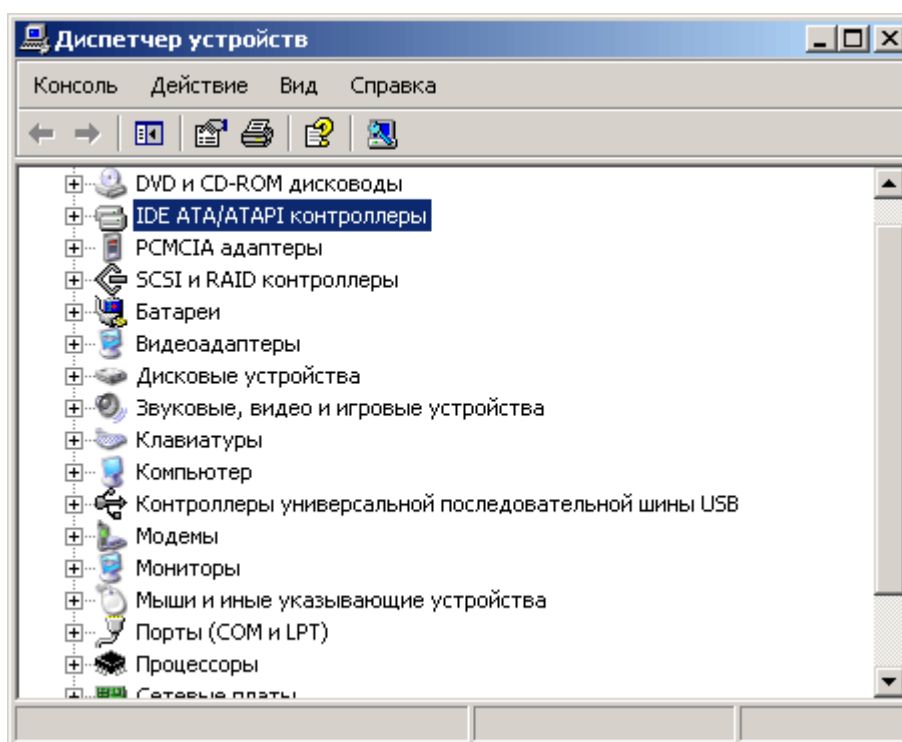 Диспетчер устройств
Консоль Действие Вид Справка
DVD и CD-ROM дисководы
IDE ATA/ATAPI контроллеры
PCMCIA адаптеры
SCSI и RAID контроллеры
Батареи
Видеоадаптеры
Дисковые устройства
Звуковые, видео и игровые устройства
Клавиатуры
Компьютер
Контроллеры универсальной последовательной шины USB
Модемы
Мониторы
Мыши и иные указывающие устройства
Порты (COM и LPT)
Процессоры
Сетевые платы